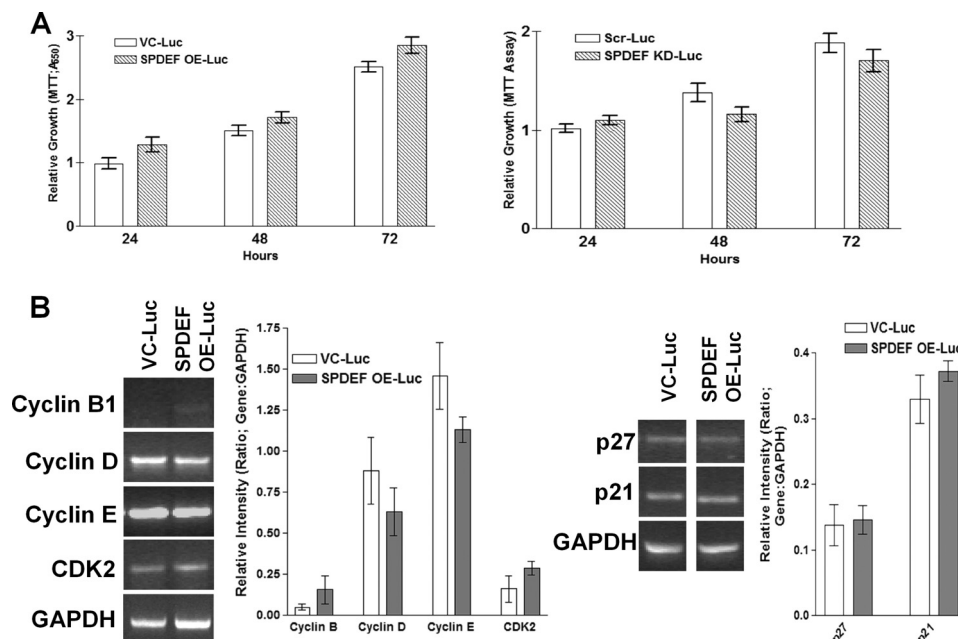 A
Relative Growth (MTT;A650)
3
2
1
0
VC-Luc
SPDEF OE-Luc
24
48
72
Hours
Relative Growth (MTT Assay)
2
1
0
Scr-Luc
SPDEF KD-Luc
24
48
72
Hours
B
VC-Luc
SPDEF
OE-Luc
Cyclin B1
Cyclin D
Cyclin E
CDK2
GAPDH
Relative Intensity (Ratio; Gene:GAPDH)
1.75
1.50
1.25
1.00
0.75
0.50
0.25
0.00
VC-Luc
SPDEF OE-Luc
Cyclin B
Cyclin D
Cyclin E
CDK2
VC-Luc
SPDEF
OE-Luc
p27
p21
GAPDH
Relative Intensity (Ratio;
Gene:GAPDH)
0.4
0.3
0.2
0.1
0.0
VC-Luc
SPDEF OE-Luc
p27
p21